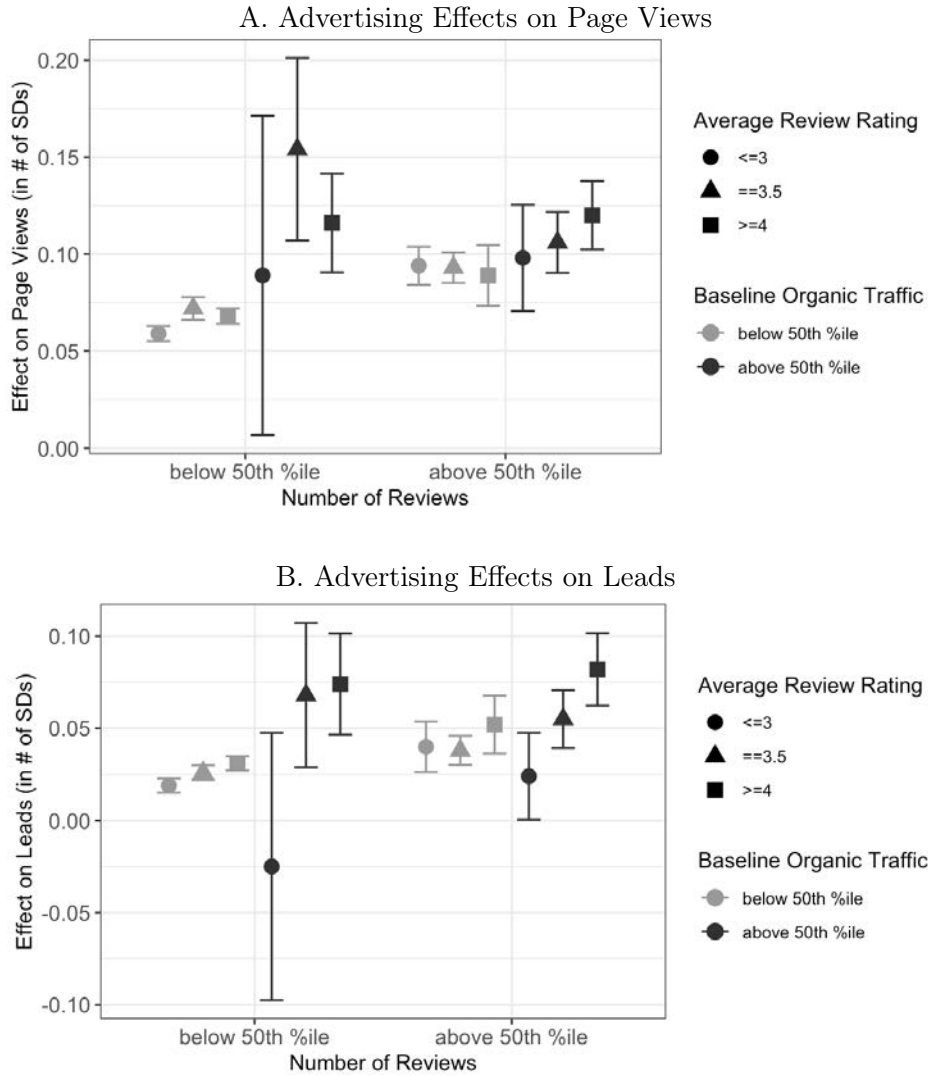 A. Advertising Effects on Page Views
0.20
0.15
0.10
0.05
0.00
Effect on Page Views (in # of SDs)
below 50th %ile
above 50th %ile
Number of Reviews
Average Review Rating
<=3
==3.5
>=4
Baseline Organic Traffic
below 50th %ile
above 50th %ile
B. Advertising Effects on Leads
0.10
0.05
0.00
-0.05
-0.10
Effect on Leads (in # of SDs)
below 50th %ile
above 50th %ile
Number of Reviews
Average Review Rating
<=3
==3.5
>=4
Baseline Organic Traffic
below 50th %ile
above 50th %ile